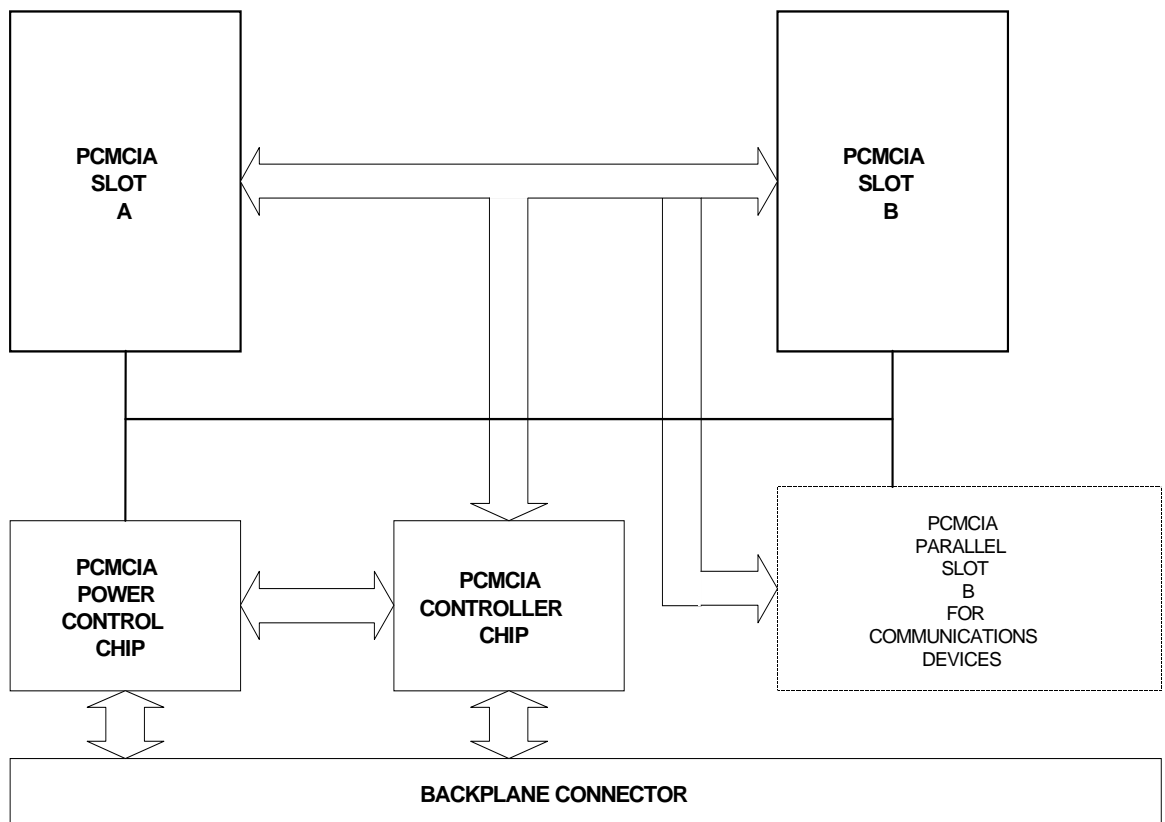 PCMCIA
SLOT
A
PCMCIA
SLOT
B
PCMCIA
POWER
CONTROL
CHIP
PCMCIA
CONTROLLER
CHIP
PCMCIA
PARALLEL
SLOT
B
FOR
COMMUNICATIONS
DEVICES
BACKPLANE CONNECTOR